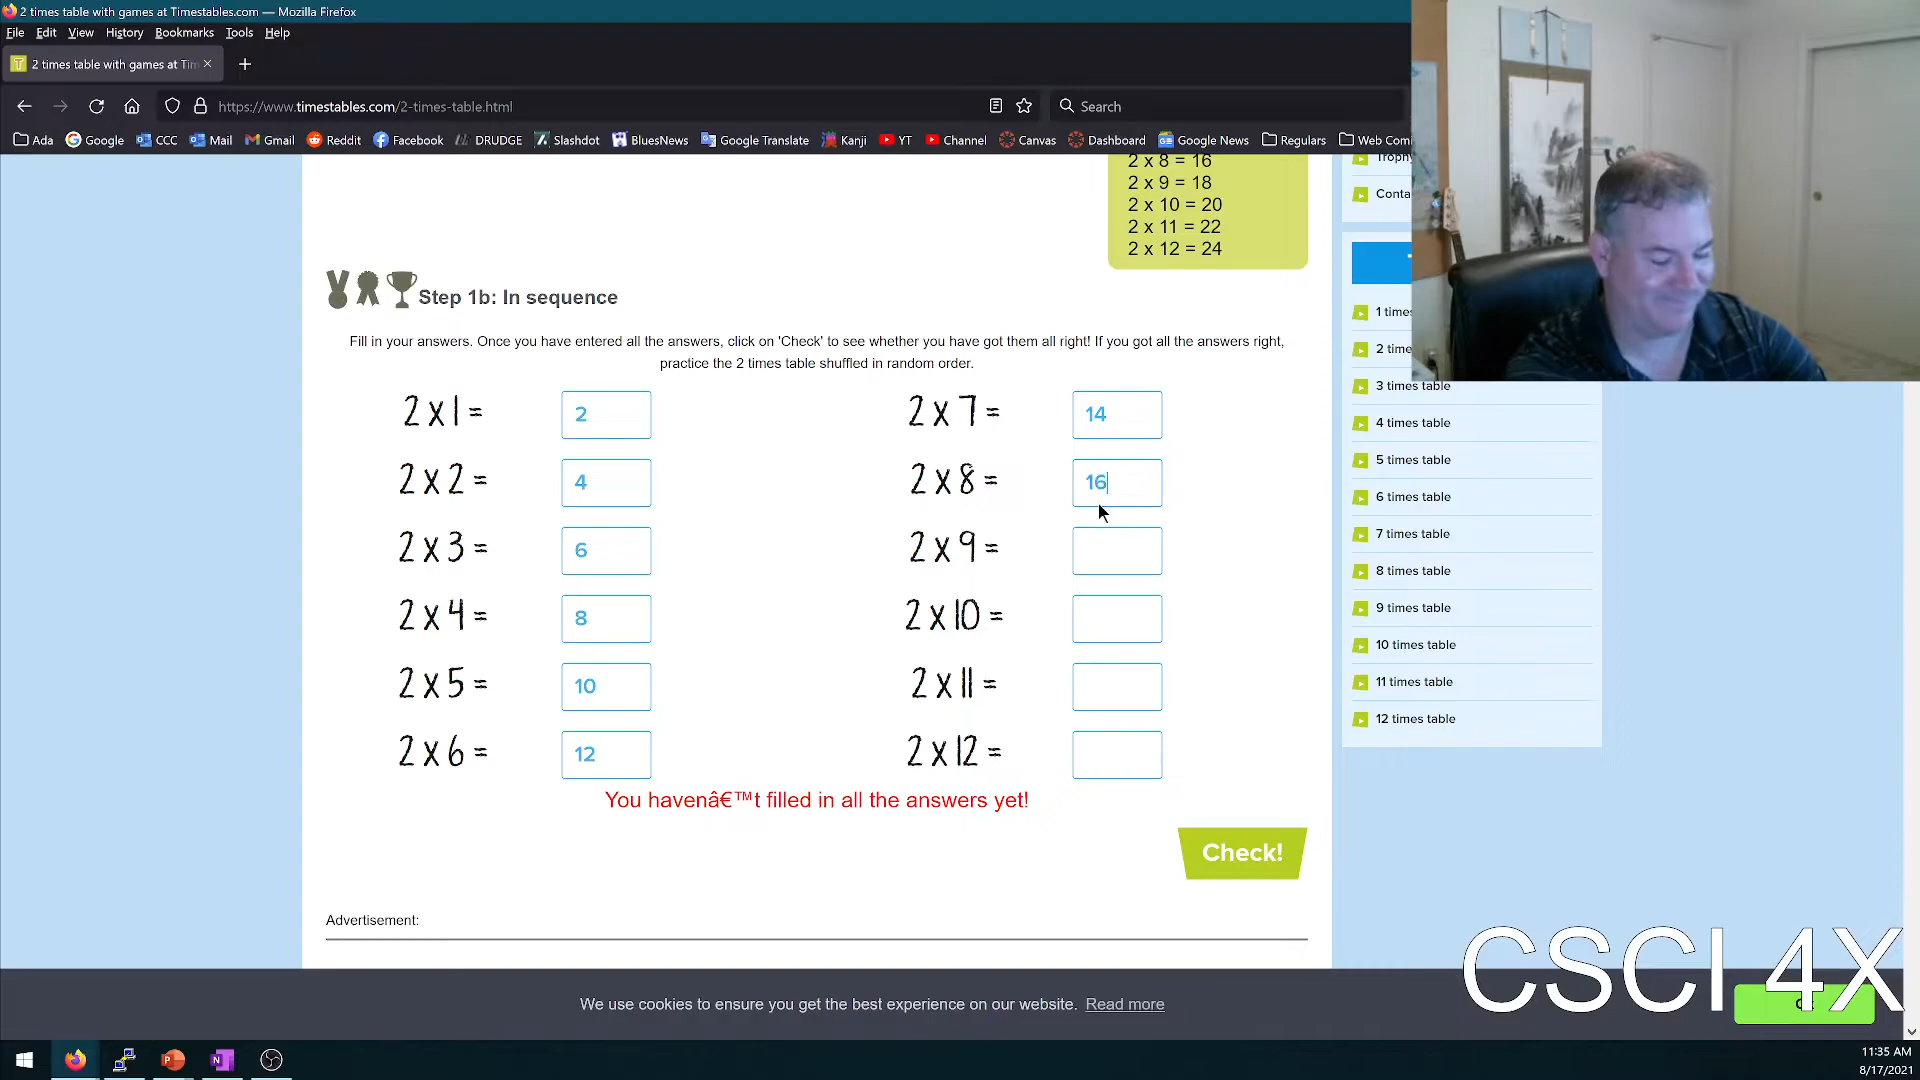 2 times table with games at Timestables.com — Mozilla Firefox
File Edit View History Bookmarks Tools Help
2 times table with games at Tim
https://www.timestables.com/2-times-table.html
Search
Ada Google CCC Mail Gmail Reddit Facebook DRUDGE Slashdot BluesNews Google Translate Kanji YT Channel Canvas Dashboard Google News Regulars Web Comi
2 x 8 = 16
2 x 9 = 18
2 x 10 = 20
2 x 11 = 22
2 x 12 = 24
Trophy
Conta
Step 1b: In sequence
Fill in your answers. Once you have entered all the answers, click on 'Check' to see whether you have got them all right! If you got all the answers right,
practice the 2 times table shuffled in random order.
2 x 1 = 2
2 x 2 = 4
2 x 3 = 6
2 x 4 = 8
2 x 5 = 10
2 x 6 = 12
2 x 7 = 14
2 x 8 = 16
2 x 9 =
2 x 10 =
2 x 11 =
2 x 12 =
You havenâ€™t filled in all the answers yet!
Check!
Advertisement:
1 times
2 time
3 times table
4 times table
5 times table
6 times table
7 times table
8 times table
9 times table
10 times table
11 times table
12 times table
We use cookies to ensure you get the best experience on our website. Read more
CSCI 4X
11:35 AM
8/17/2021